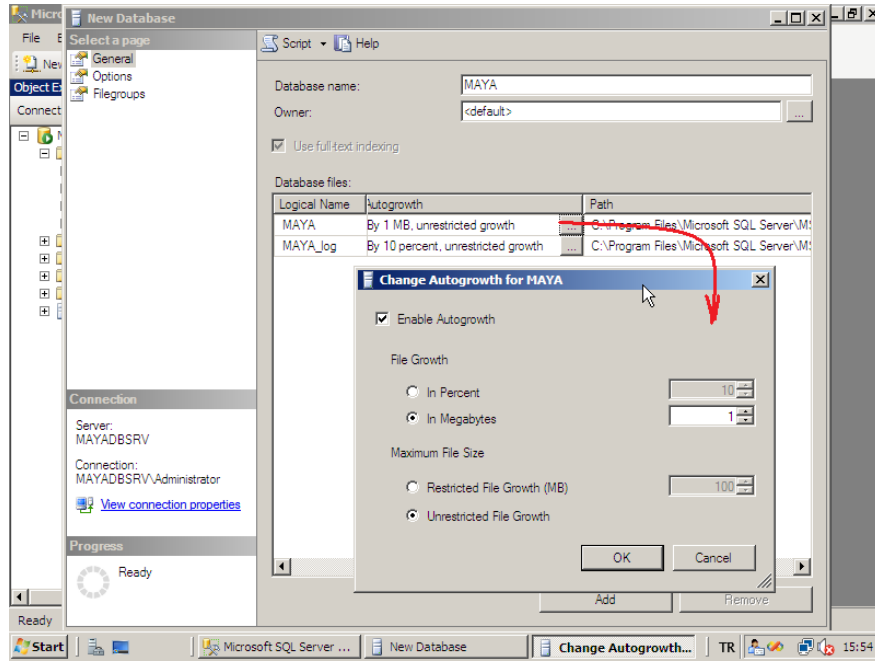 Micro
New Database
File E
Select a page
Script Help
General
Options
Filegroups
New
Object Ex
Connect
Database name: MAYA
Owner: <default> ...
Use full-text indexing
Database files:
Logical Name Autogrowth Path
MAYA By 1 MB, unrestricted growth ... C:\Program Files\Microsoft SQL Server\MS
MAYA_log By 10 percent, unrestricted growth ... C:\Program Files\Microsoft SQL Server\MS
Change Autogrowth for MAYA
Enable Autogrowth
File Growth
In Percent 10
In Megabytes 1
Maximum File Size
Restricted File Growth (MB) 100
Unrestricted File Growth
OK Cancel
Connection
Server:
MAYADBSRV
Connection:
MAYADBSRV\Administrator
View connection properties
Progress
Ready
Add Remove
Ready
Start Microsoft SQL Server ... New Database Change Autogrowth... TR 15:54